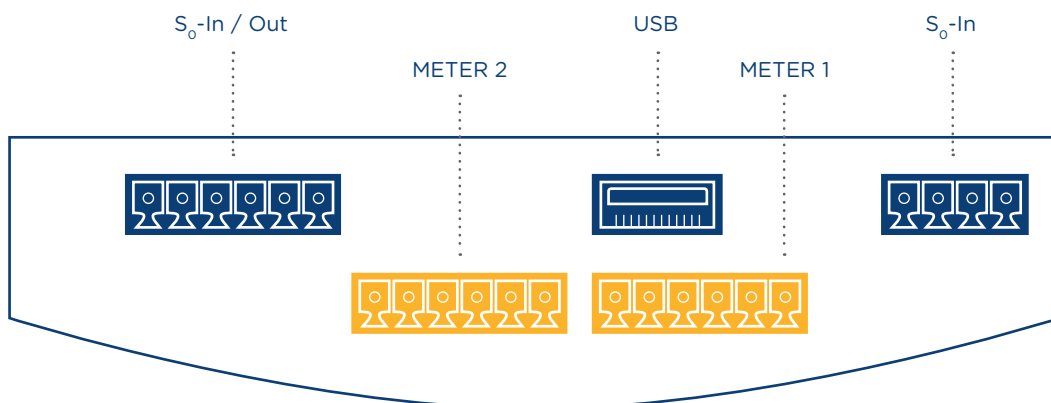 S₀-In / Out
USB
S₀-In
METER 2
METER 1